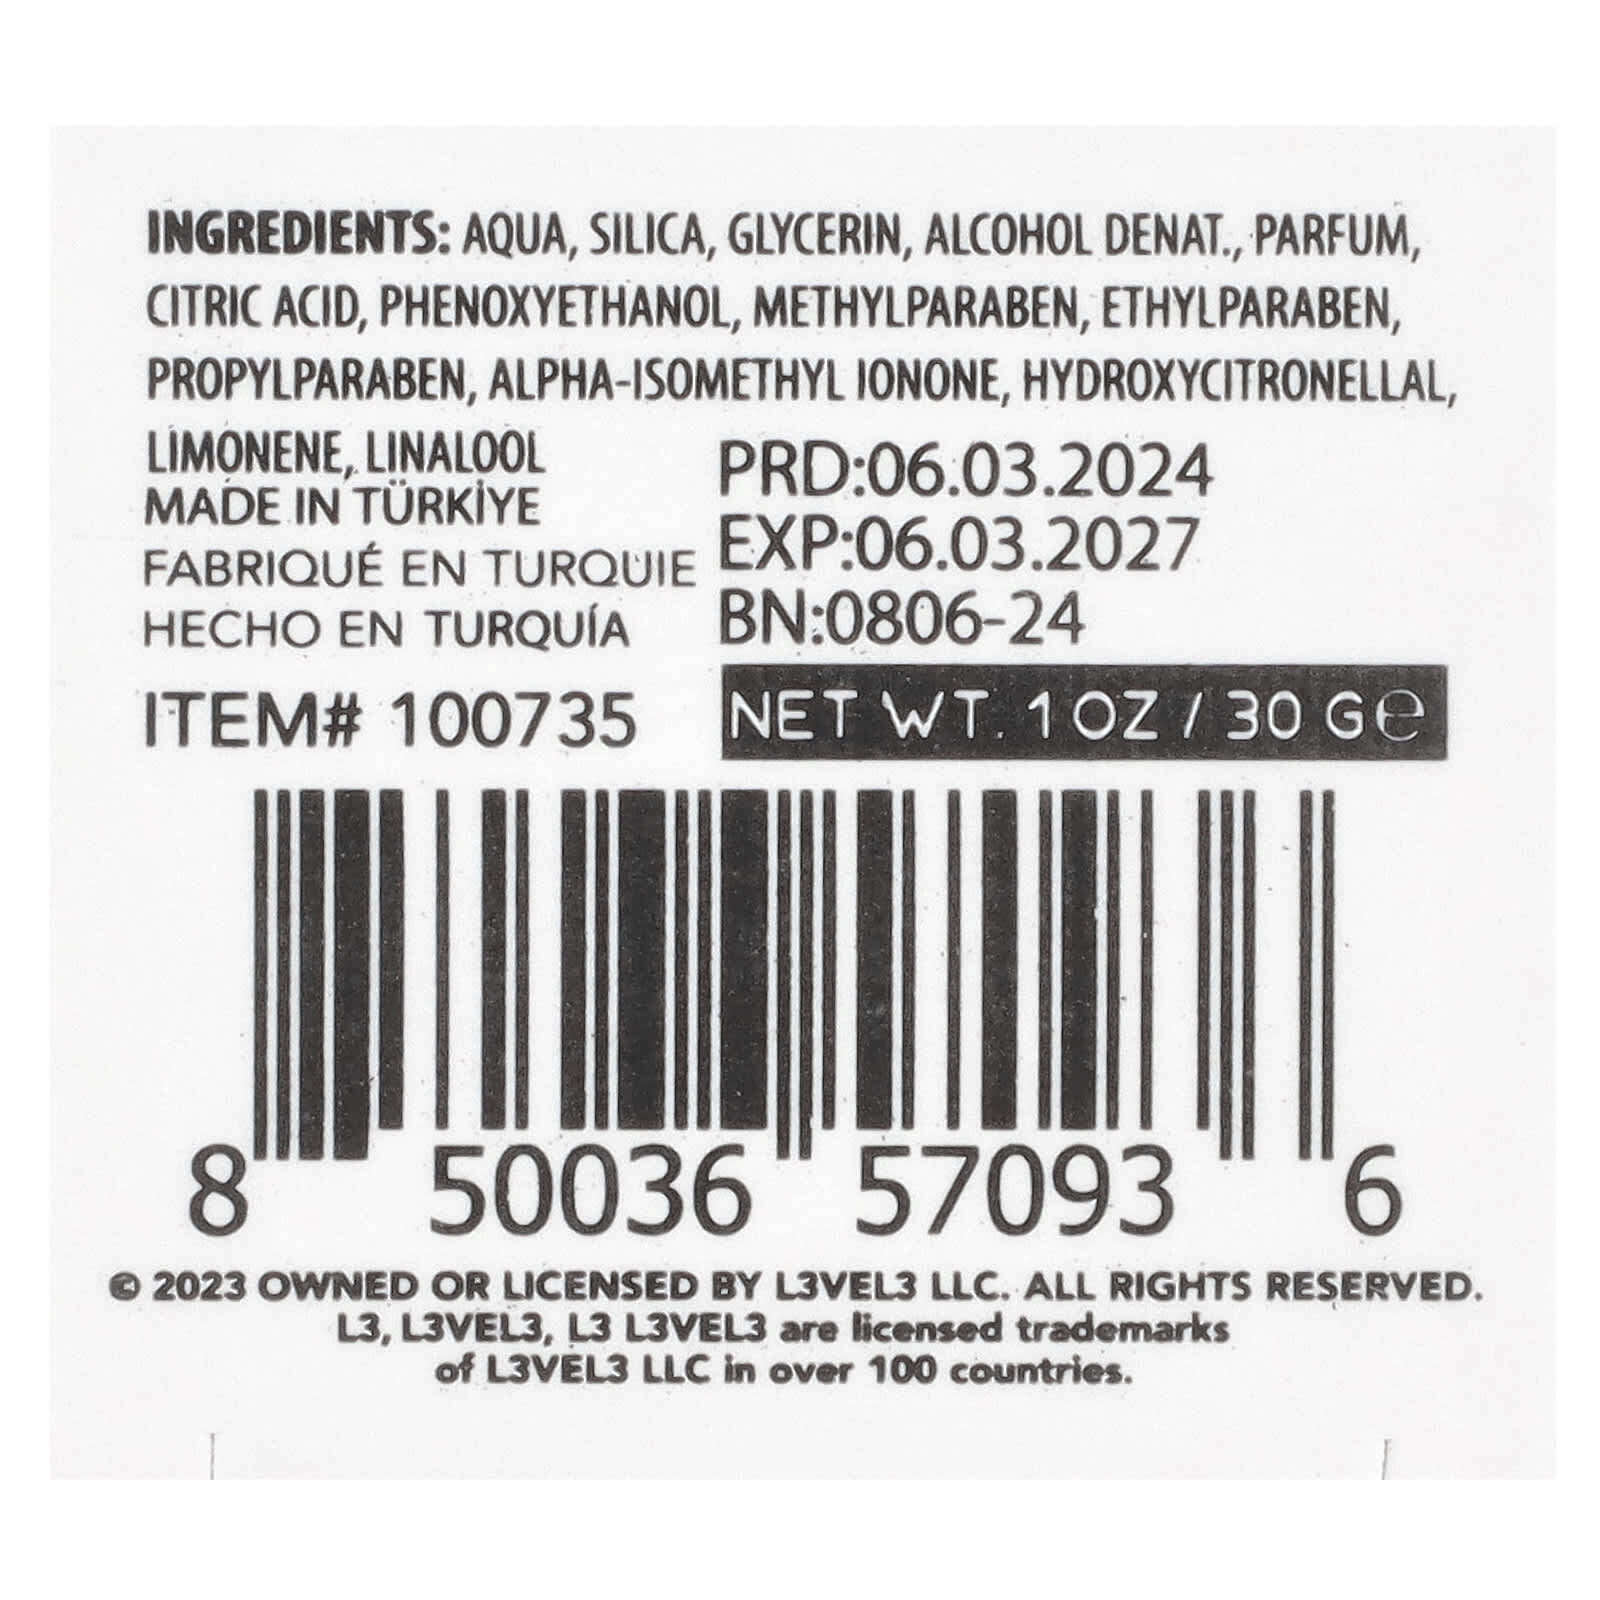 INGREDIENTS: AQUA, SILICA, GLYCERIN, ALCOHOL DENAT., PARFUM,
CITRIC ACID, PHENOXYETHANOL, METHYLPARABEN, ETHYLPARABEN,
PROPYLPARABEN, ALPHA-ISOMETHYL IONONE, HYDROXYCITRONELLAL,
LIMONENE, LINALOOL
MADE IN TÜRKİYE
FABRIQUÉ EN TURQUIE
HECHO EN TURQUÍA
PRD:06.03.2024
EXP:06.03.2027
BN:0806-24
ITEM# 100735
NET WT. 1 OZ / 30 G ℮
8 50036 57093 6
© 2023 OWNED OR LICENSED BY L3VEL3 LLC. ALL RIGHTS RESERVED.
L3, L3VEL3, L3 L3VEL3 are licensed trademarks
of L3VEL3 LLC in over 100 countries.